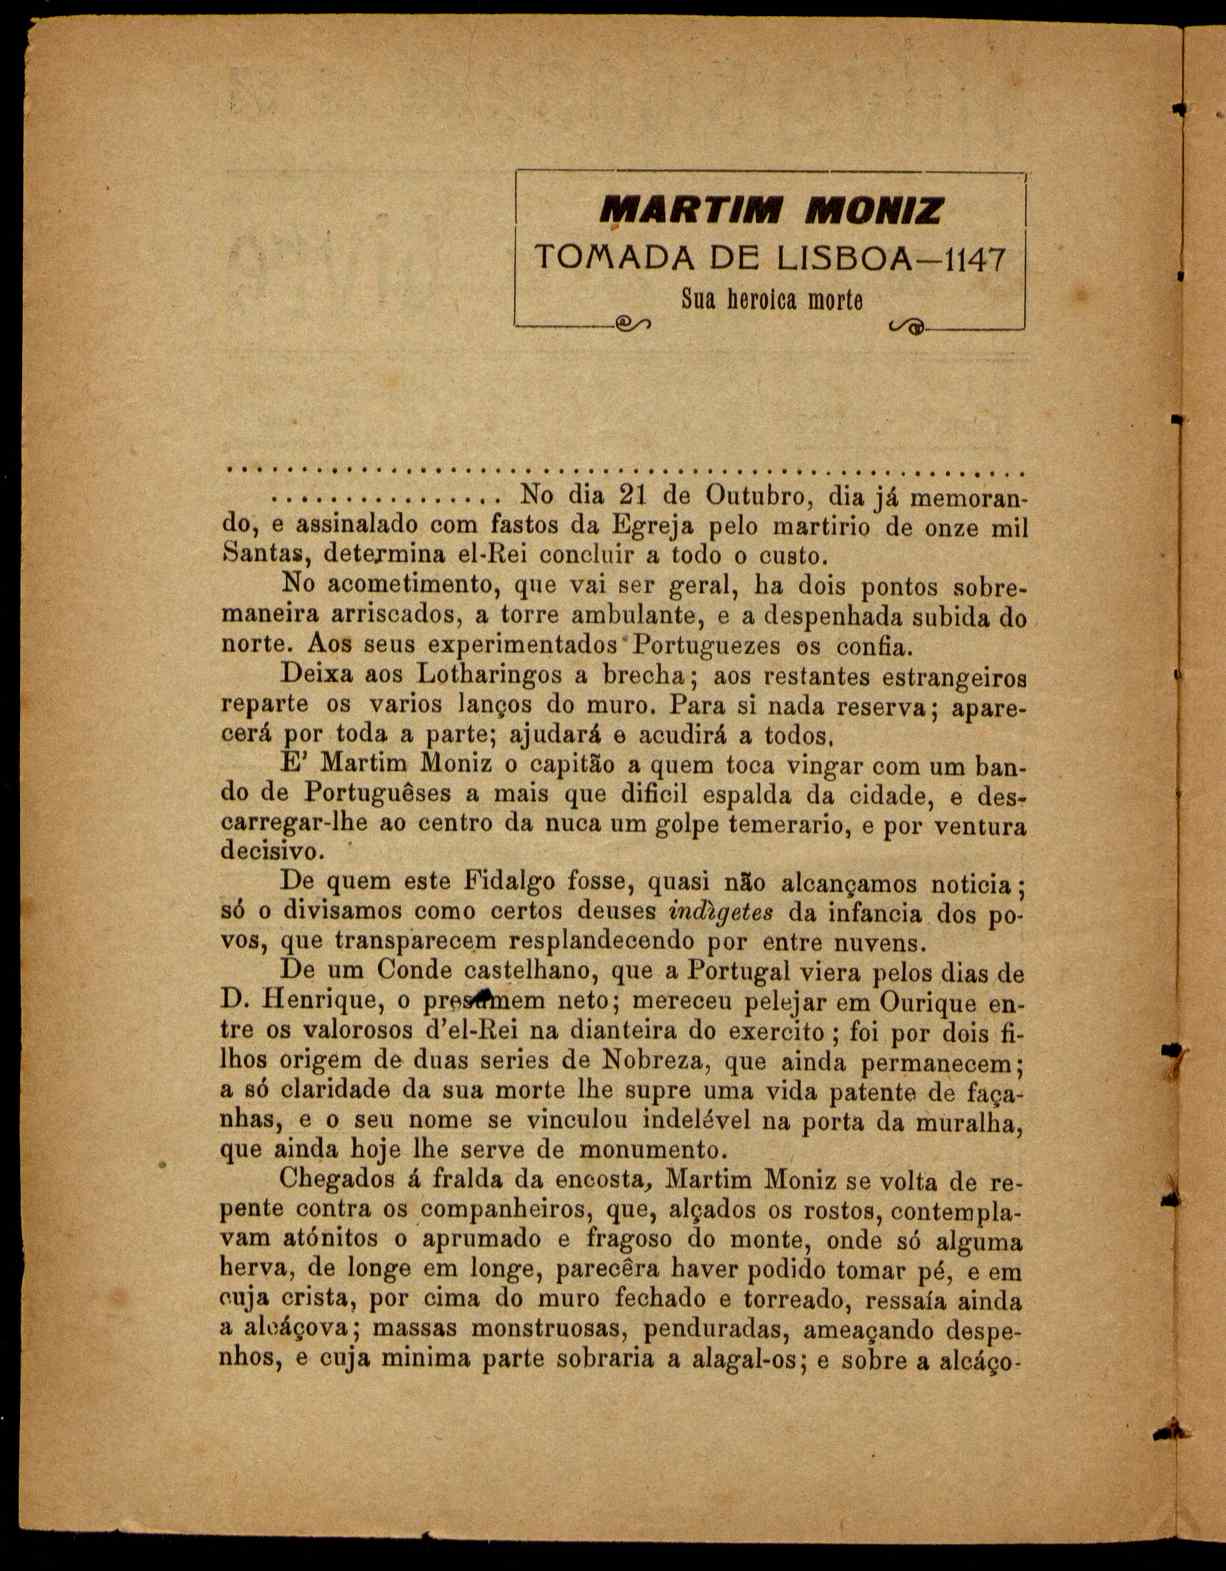 MARTIM MONIZ
TOMADA DE LISBOA—1147
Sua heroica morte
......................................................
................ No dia 21 de Outubro, dia já memoran-
do, e assinalado com fastos da Egreja pelo martirio de onze mil
Santas, determina el-Rei concluir a todo o custo.
No acometimento, que vai ser geral, ha dois pontos sobre-
maneira arriscados, a torre ambulante, e a despenhada subida do
norte. Aos seus experimentados Portuguezes os confia.
Deixa aos Lotharingos a brecha; aos restantes estrangeiros
reparte os varios lanços do muro. Para si nada reserva; apare-
cerá por toda a parte; ajudará e acudirá a todos.
E' Martim Moniz o capitão a quem toca vingar com um ban-
do de Portuguêses a mais que dificil espalda da cidade, e des-
carregar-lhe ao centro da nuca um golpe temerario, e por ventura
decisivo.
De quem este Fidalgo fosse, quasi não alcançamos noticia;
só o divisamos como certos deuses indìgetes da infancia dos po-
vos, que transparecem resplandecendo por entre nuvens.
De um Conde castelhano, que a Portugal viera pelos dias de
D. Henrique, o presumem neto; mereceu pelejar em Ourique en-
tre os valorosos d'el-Rei na dianteira do exercito; foi por dois fi-
lhos origem de duas series de Nobreza, que ainda permanecem;
a só claridade da sua morte lhe supre uma vida patente de faça-
nhas, e o seu nome se vinculou indelével na porta da muralha,
que ainda hoje lhe serve de monumento.
Chegados á fralda da encosta, Martim Moniz se volta de re-
pente contra os companheiros, que, alçados os rostos, contempla-
vam atónitos o aprumado e fragoso do monte, onde só alguma
herva, de longe em longe, parecêra haver podido tomar pé, e em
cuja crista, por cima do muro fechado e torreado, ressaía ainda
a alcáçova; massas monstruosas, penduradas, ameaçando despe-
nhos, e cuja minima parte sobraria a alagal-os; e sobre a alcáço-